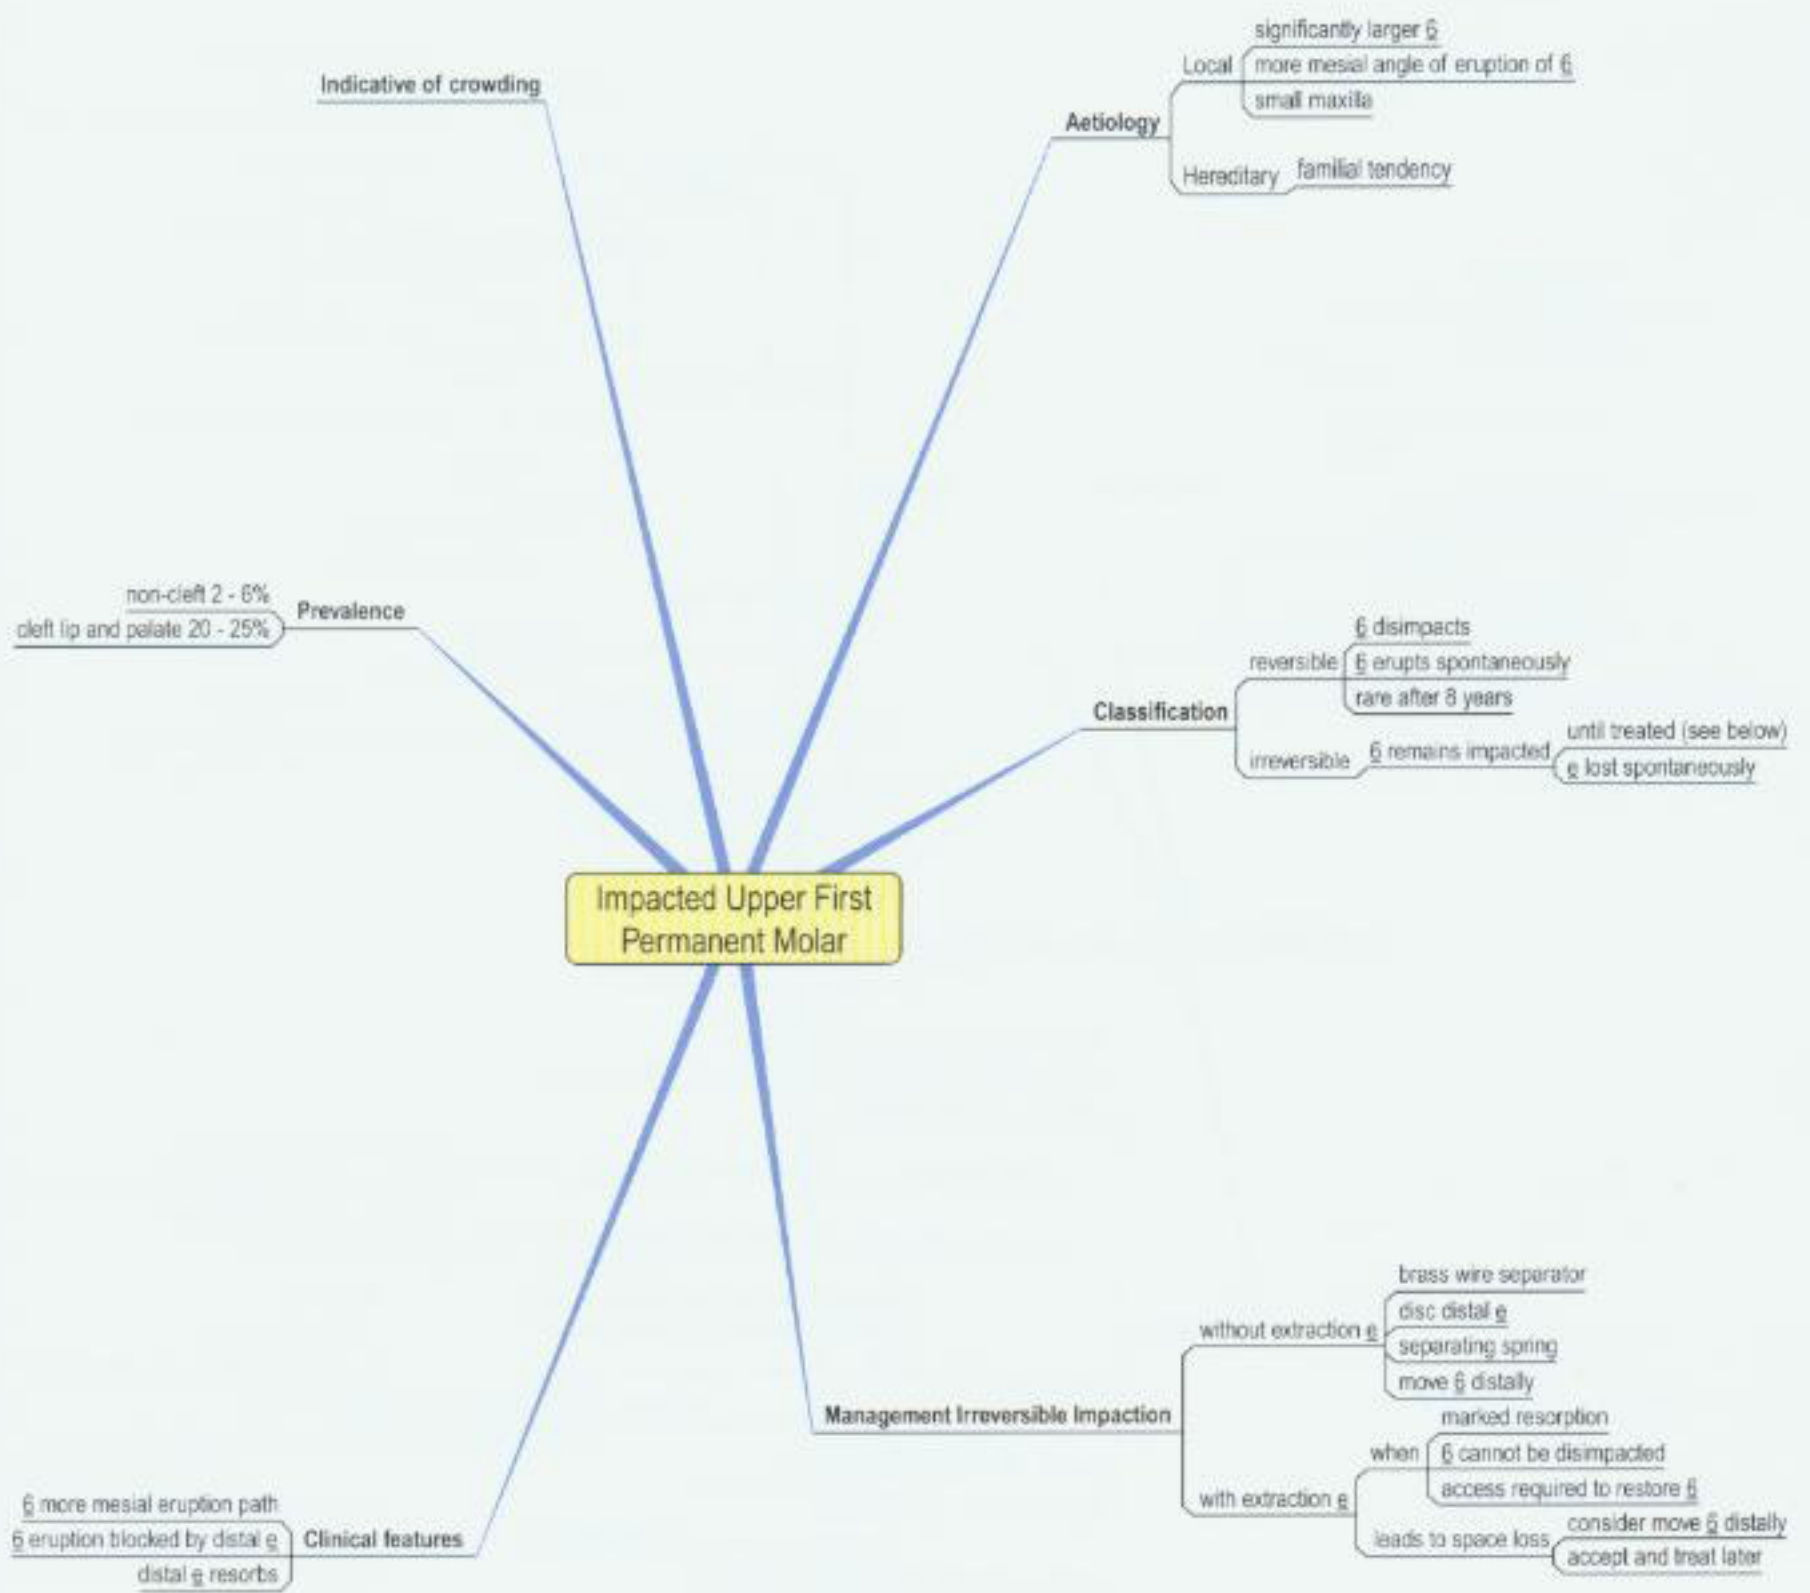 Impacted Upper First
Permanent Molar
Indicative of crowding
Aetiology
Local
significantly larger 6
more mesial angle of eruption of 6
small maxilla
Hereditary
familial tendency
Prevalence
non-cleft 2 - 6%
cleft lip and palate 20 - 25%
Classification
reversible
6 disimpacts
6 erupts spontaneously
rare after 8 years
irreversible
6 remains impacted
until treated (see below)
e lost spontaneously
Management Irreversible Impaction
without extraction e
brass wire separator
disc distal e
separating spring
move 6 distally
with extraction e
when
marked resorption
6 cannot be disimpacted
access required to restore 6
leads to space loss
consider move 6 distally
accept and treat later
Clinical features
6 more mesial eruption path
6 eruption blocked by distal e
distal e resorbs